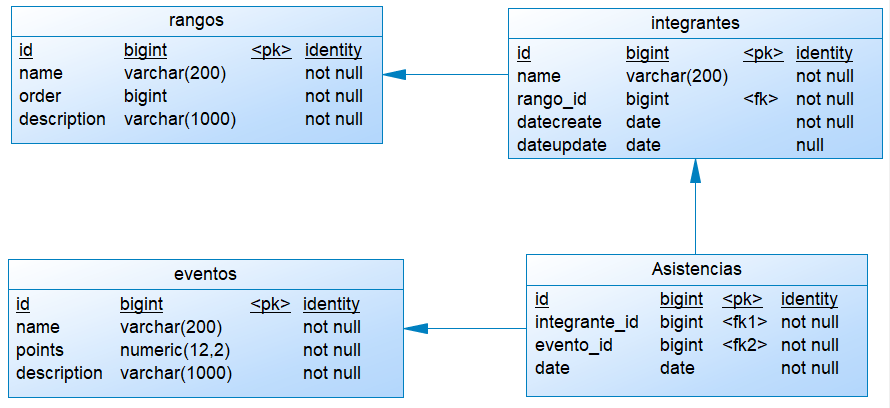 rangos
id bigint <pk> identity
name varchar(200) not null
order bigint not null
description varchar(1000) not null
integrantes
id bigint <pk> identity
name varchar(200) not null
rango_id bigint <fk> not null
datecreate date not null
dateupdate date null
eventos
id bigint <pk> identity
name varchar(200) not null
points numeric(12,2) not null
description varchar(1000) not null
Asistencias
id bigint <pk> identity
integrante_id bigint <fk1> not null
evento_id bigint <fk2> not null
date date not null